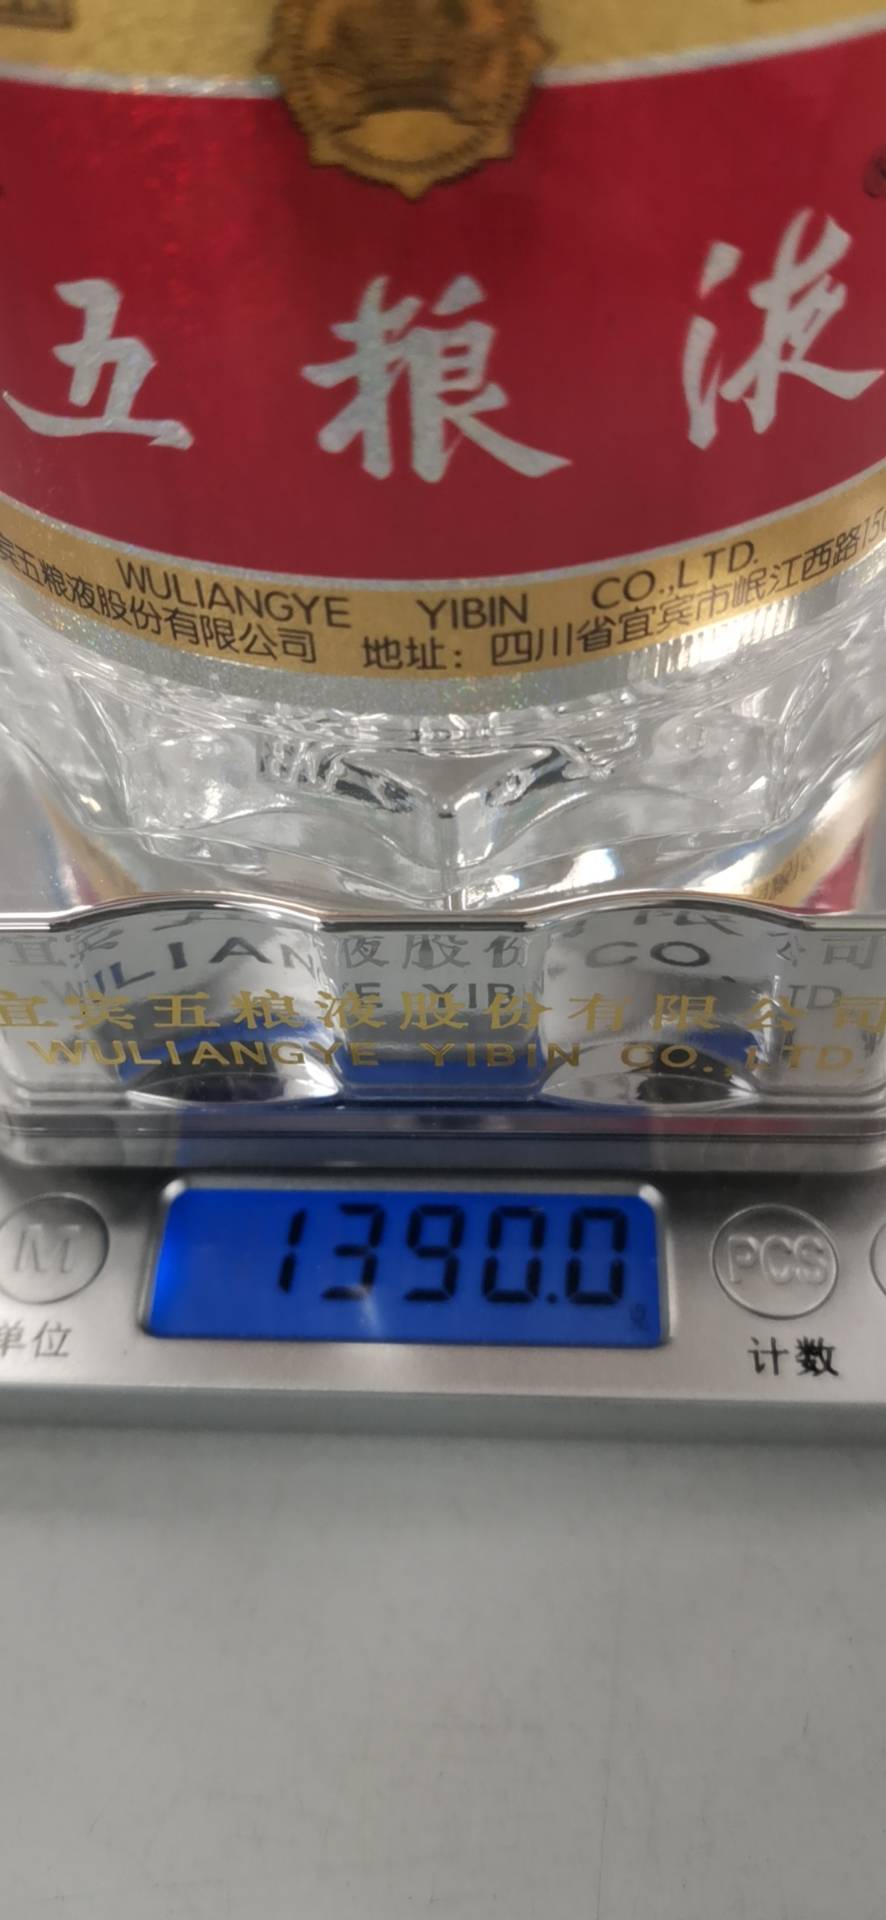 五粮液
WULIANGYE YIBIN CO.,LTD.
宾五粮液股份有限公司 地址：四川省宜宾市岷江西路15
宜宾五粮液股份有限公司
WULIANGYE YIBIN CO.,LTD.
1390.0
M
PCS
单位
计数